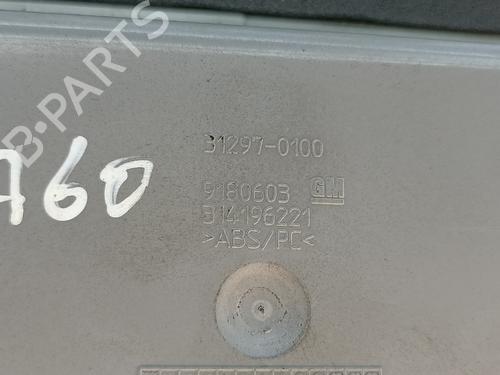 31297-0100
9180603 GM
314196221
>ABS/PC<
A60
B-PARTS